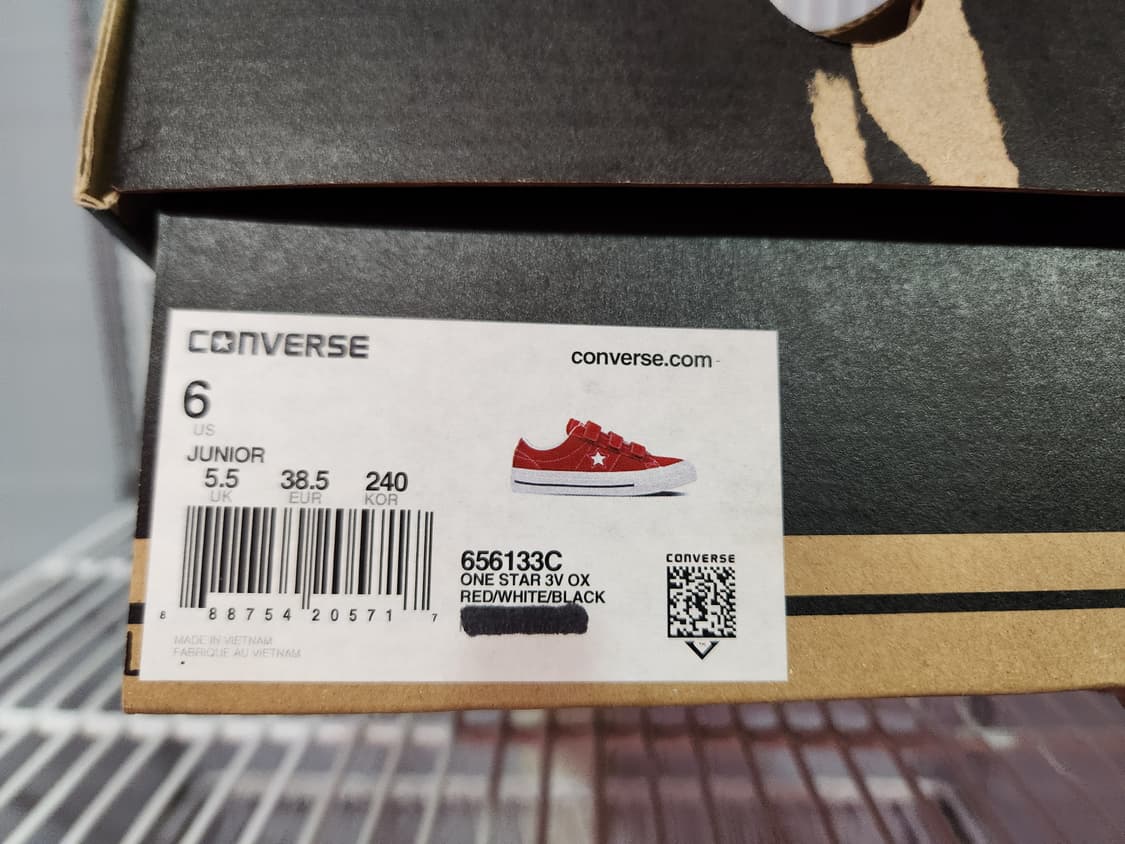 CONVERSE
converse.com
6
US
JUNIOR
5.5 38.5 240
UK EUR KOR
8 88754 20571 7
MADE IN VIETNAM
FABRIQUE AU VIETNAM
656133C
ONE STAR 3V OX
RED/WHITE/BLACK
CONVERSE